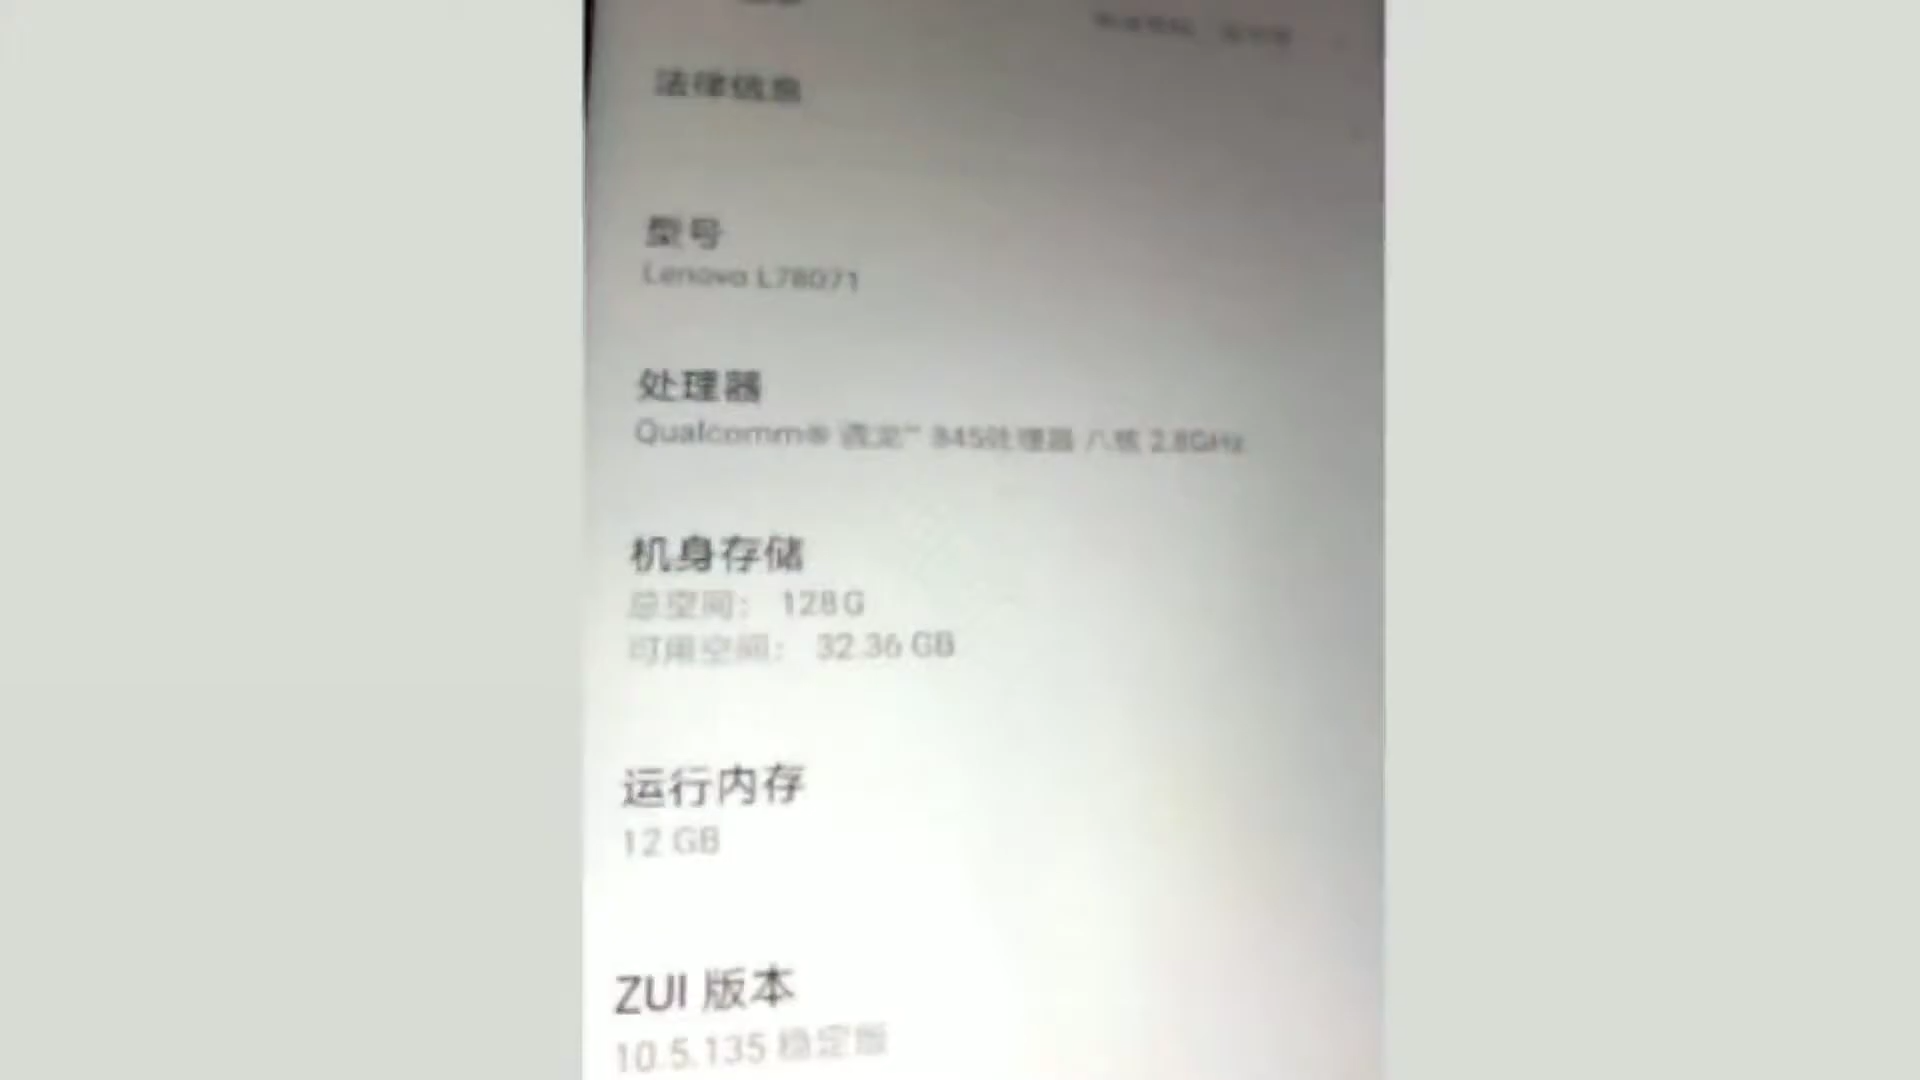 法律信息
型号
Lenovo L78071
处理器
Qualcomm® 骁龙™ 845处理器 八核 2.8GHz
机身存储
总空间： 128G
可用空间： 32.36 GB
运行内存
12 GB
ZUI 版本
10.5.135 稳定版